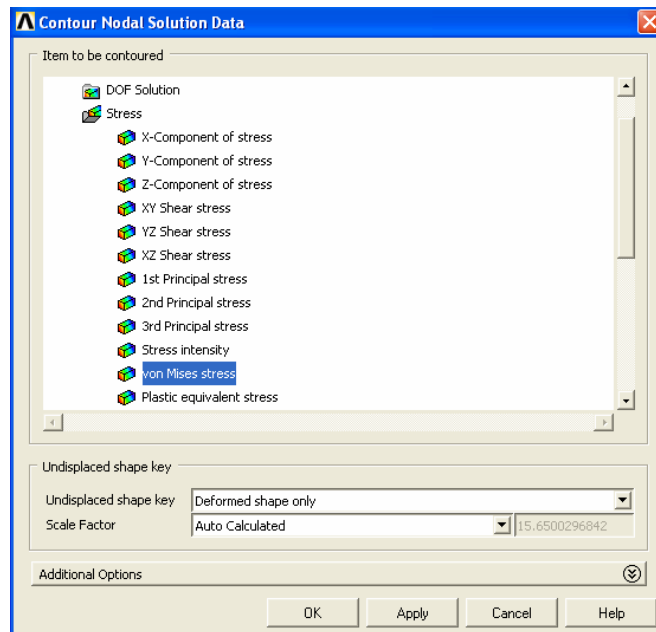 Contour Nodal Solution Data
Item to be contoured
DOF Solution
Stress
X-Component of stress
Y-Component of stress
Z-Component of stress
XY Shear stress
YZ Shear stress
XZ Shear stress
1st Principal stress
2nd Principal stress
3rd Principal stress
Stress intensity
von Mises stress
Plastic equivalent stress
Undisplaced shape key
Undisplaced shape key Deformed shape only
Scale Factor Auto Calculated 15.6500296842
Additional Options
OK Apply Cancel Help